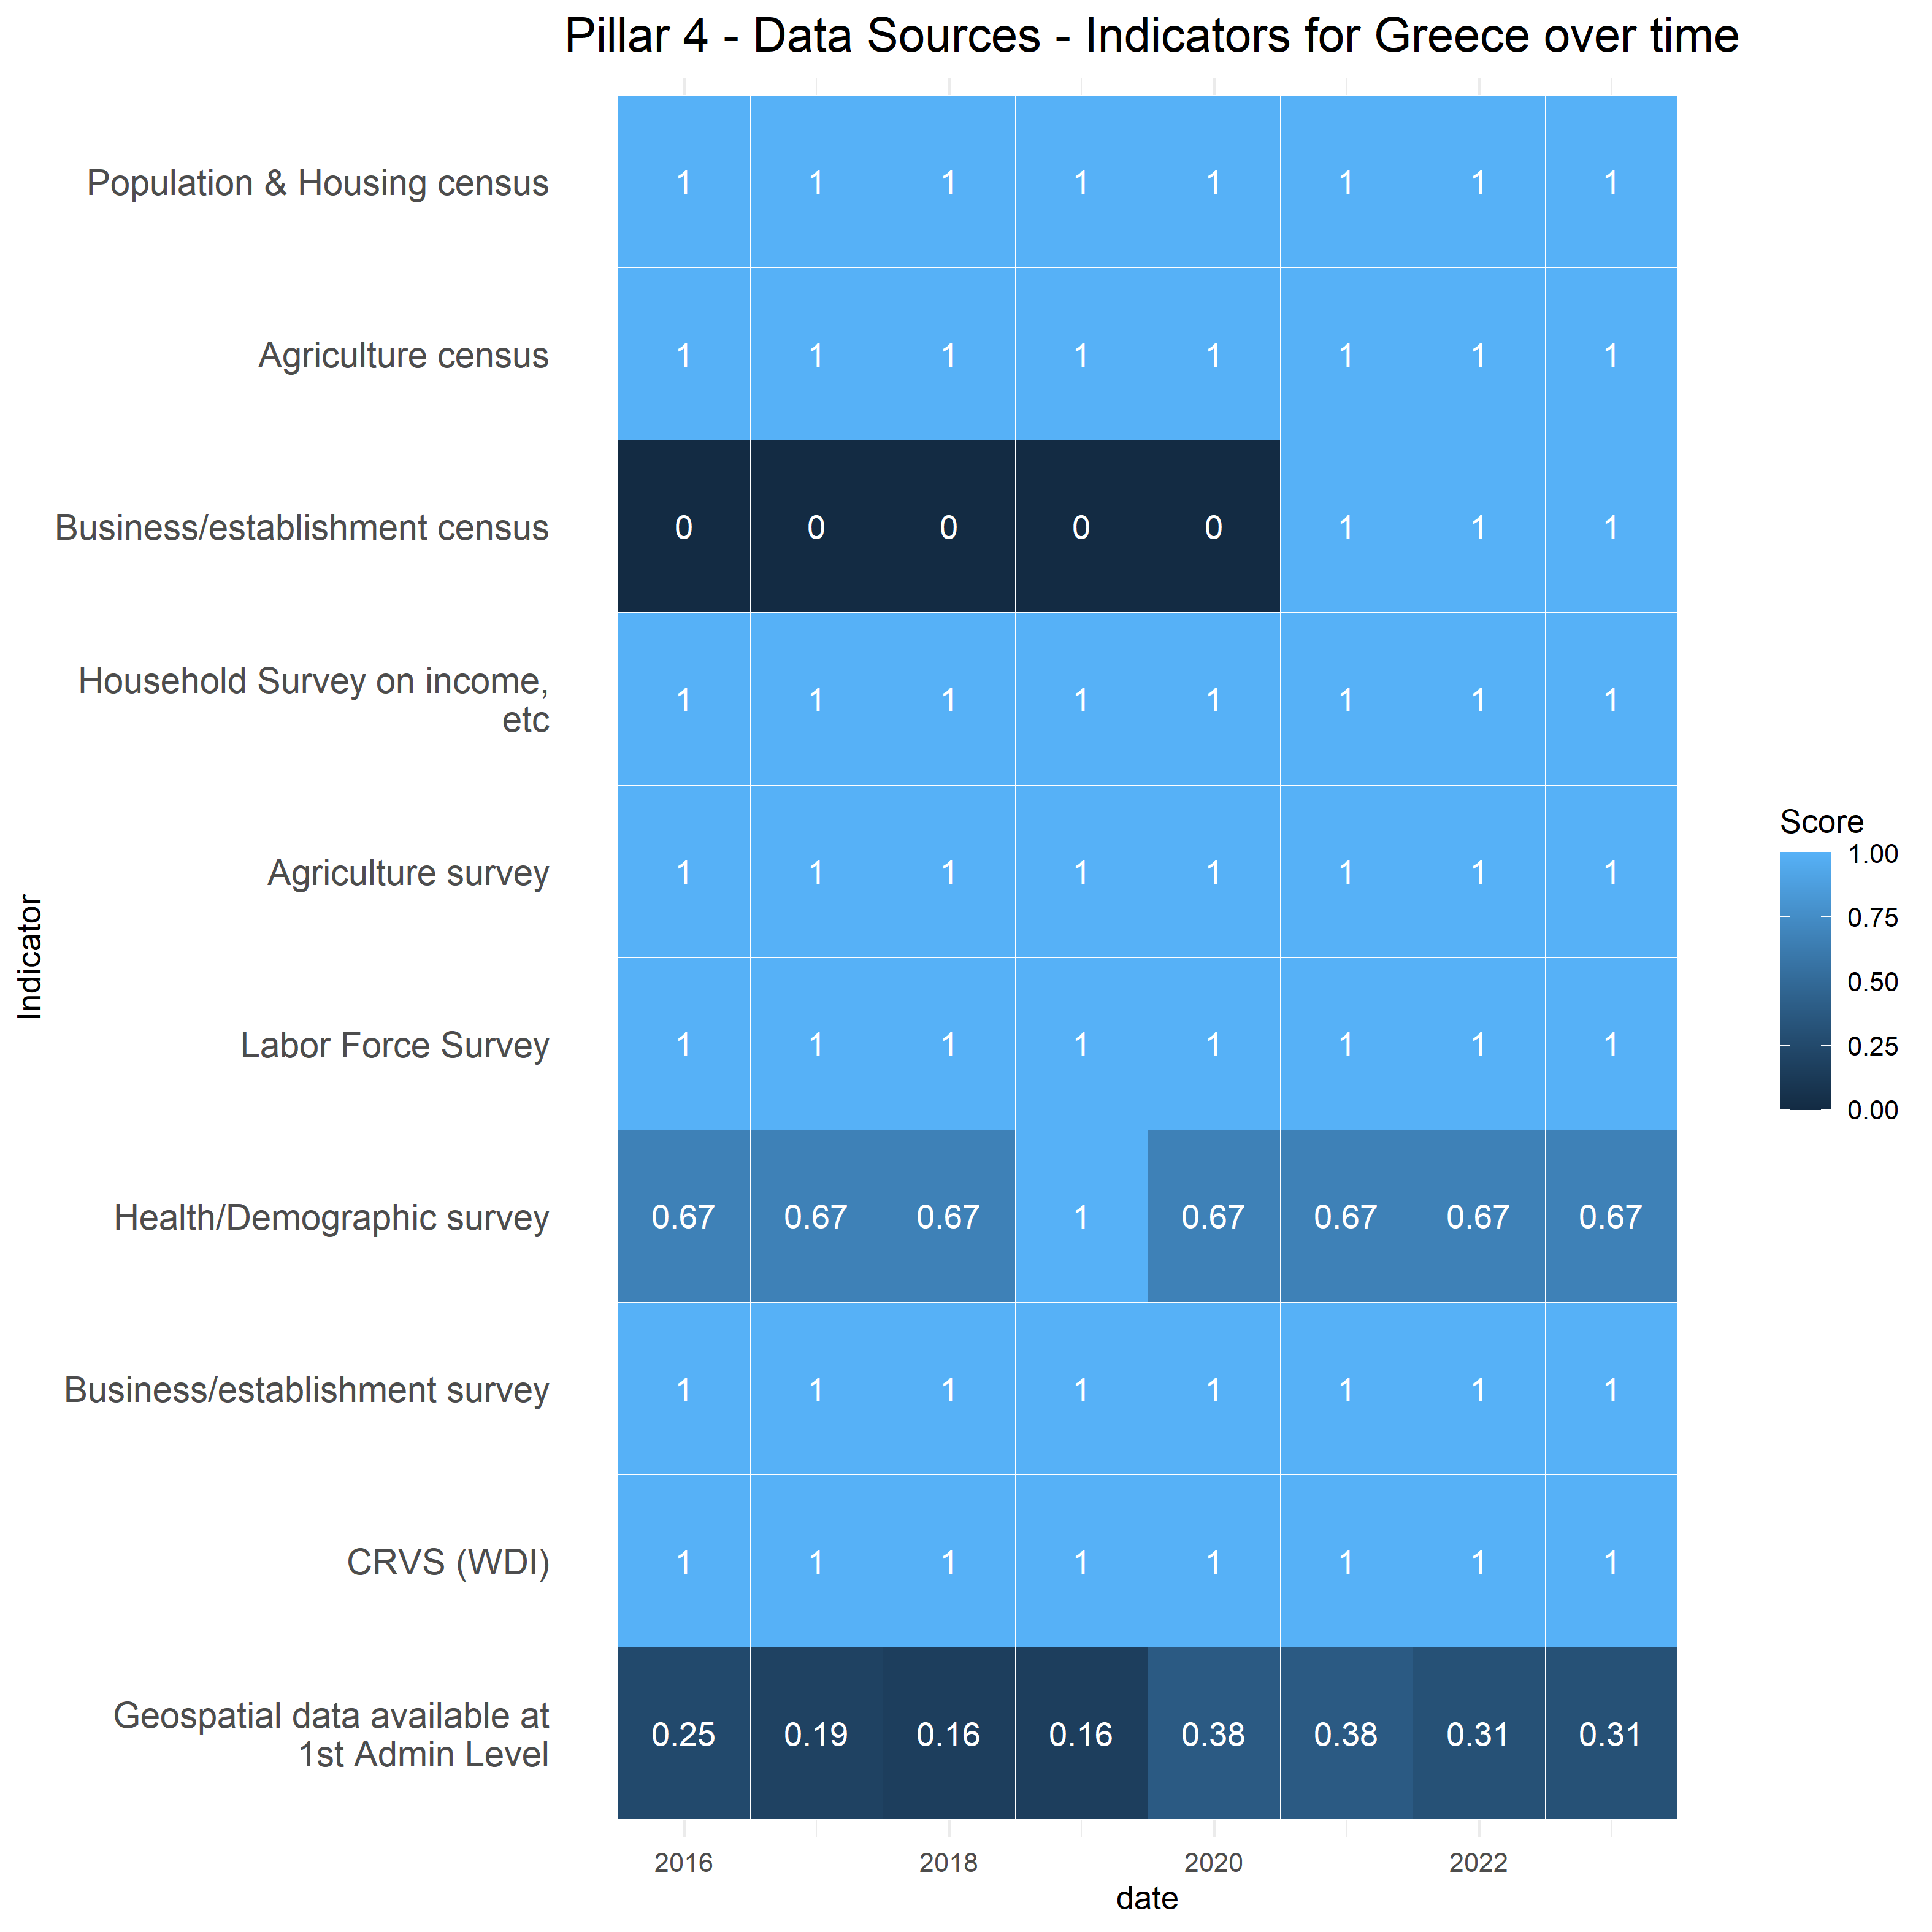 Pillar 4 - Data Sources - Indicators for Greece over time
Population & Housing census 1 1 1 1 1 1 1 1
Agriculture census 1 1 1 1 1 1 1 1
Business/establishment census 0 0 0 0 0 1 1 1
Household Survey on income,
etc
1 1 1 1 1 1 1 1
Agriculture survey 1 1 1 1 1 1 1 1
Labor Force Survey 1 1 1 1 1 1 1 1
Health/Demographic survey 0.67 0.67 0.67 1 0.67 0.67 0.67 0.67
Business/establishment survey 1 1 1 1 1 1 1 1
CRVS (WDI) 1 1 1 1 1 1 1 1
Geospatial data available at
1st Admin Level
0.25 0.19 0.16 0.16 0.38 0.38 0.31 0.31
2016 2018 2020 2022
date
Indicator
Score
1.00
0.75
0.50
0.25
0.00